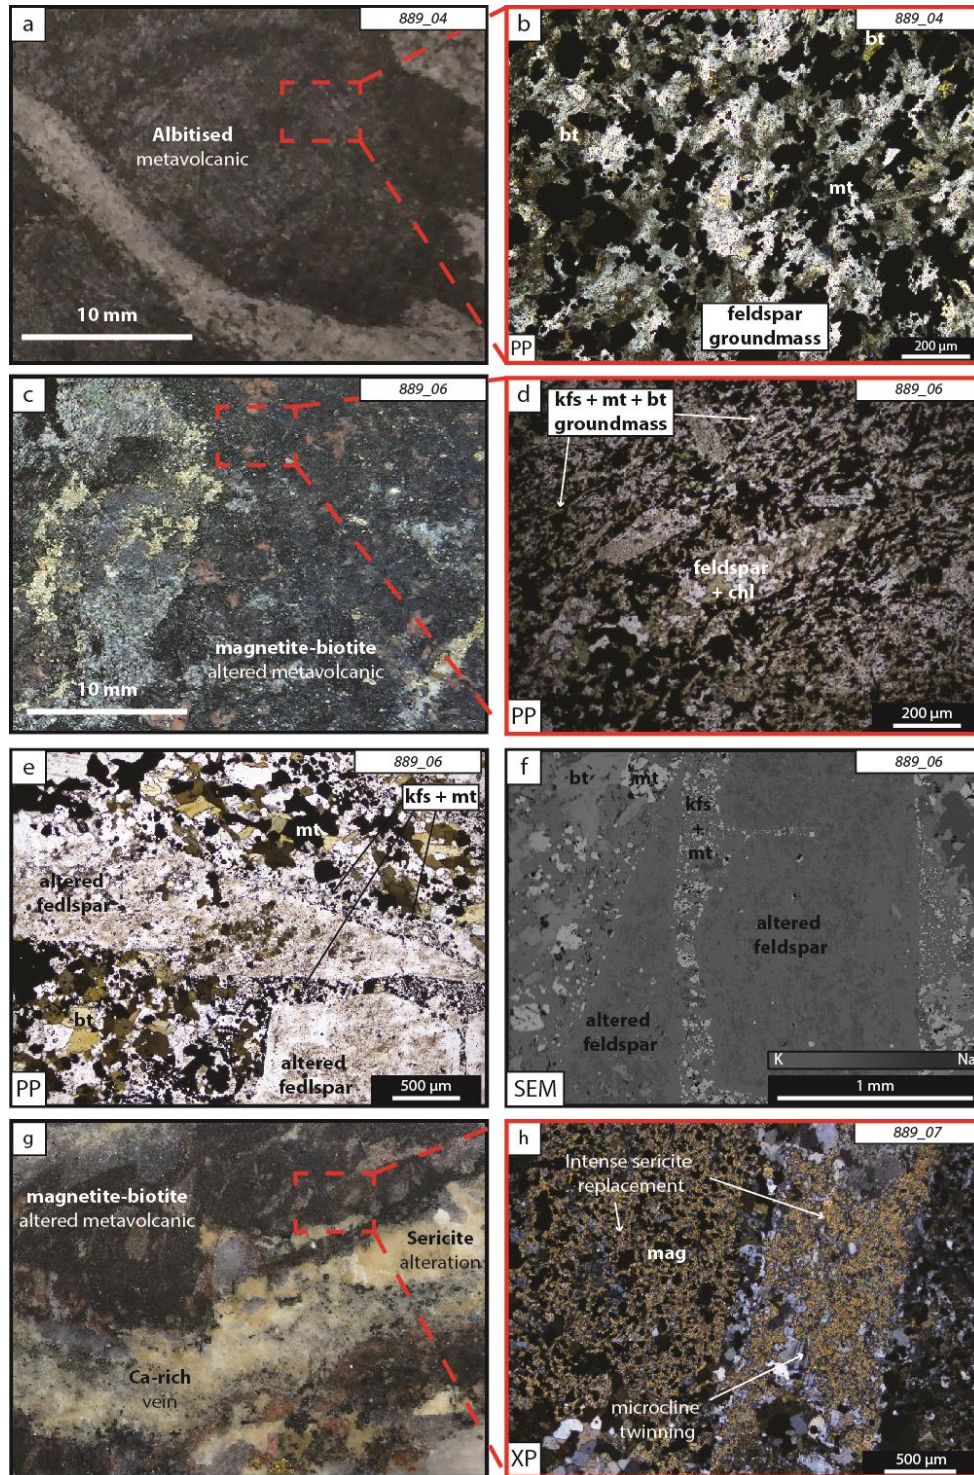 a
889_04
Albitised
metavolcanic
10 mm
b
889_04
bt
bt
mt
feldspar
groundmass
PP
200 µm
c
889_06
magnetite-biotite
altered metavolcanic
10 mm
d
889_06
kfs + mt + bt
groundmass
feldspar
+ chl
PP
200 µm
e
889_06
kfs + mt
mt
altered
fedlspar
bt
altered
fedlspar
PP
500 µm
f
889_06
bt
mt
kfs
+
mt
altered
feldspar
altered
feldspar
K
Na
SEM
1 mm
g
magnetite-biotite
altered metavolcanic
Sericite
alteration
Ca-rich
vein
h
889_07
Intense sericite
replacement
mag
microcline
twinning
XP
500 µm